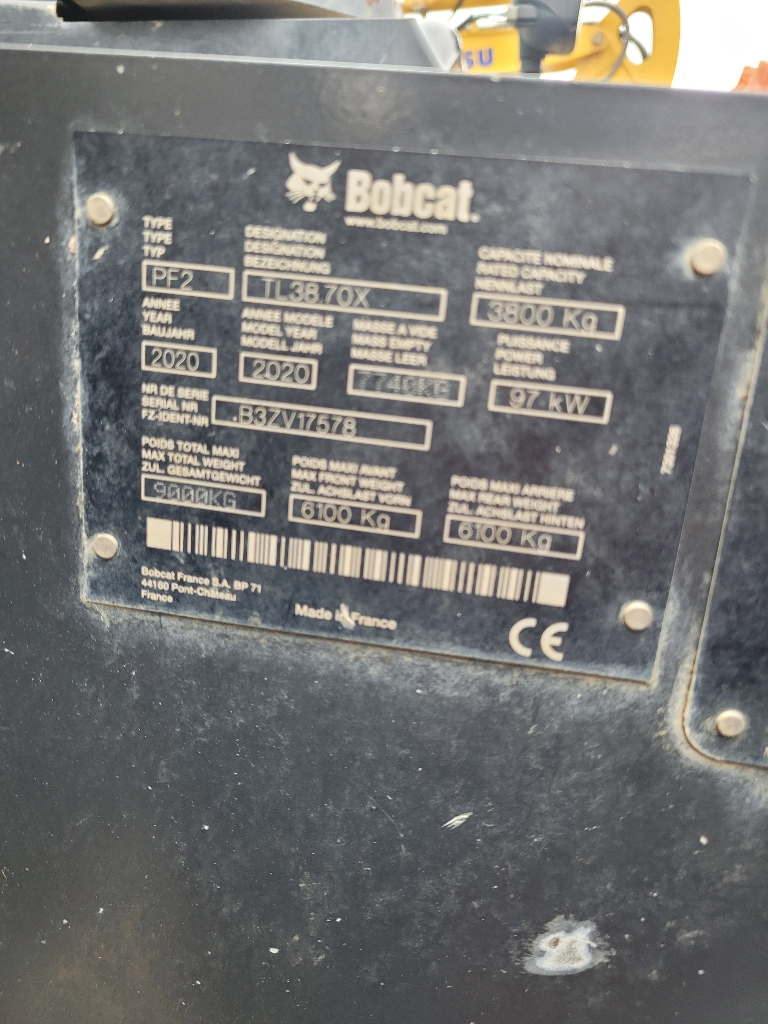 SU
Bobcat.
www.bobcat.com
TYPE
TYPE
TYP
PF2
DESIGNATION
DESIGNATION
BEZEICHNUNG
TL38.70X
CAPACITE NOMINALE
RATED CAPACITY
NENNLAST
3800 Kg
ANNEE
YEAR
BAUJAHR
2020
ANNEE MODELE
MODEL YEAR
MODELL JAHR
2020
MASSE A VIDE
MASS EMPTY
MASSE LEER
PUISSANCE
POWER
LEISTUNG
97 kW
NR DE SERIE
SERIAL NR
FZ-IDENT-NR
.B3ZV17578
POIDS TOTAL MAXI
MAX TOTAL WEIGHT
ZUL. GESAMTGEWICHT
9000KG
POIDS MAXI AVANT
MAX FRONT WEIGHT
ZUL. ACHSLAST VORN
6100 Kg
POIDS MAXI ARRIERE
MAX REAR WEIGHT
ZUL. ACHSLAST HINTEN
6100 Kg
Bobcat France S.A. BP 71
44160 Pont-Château
France
Made in France
CE